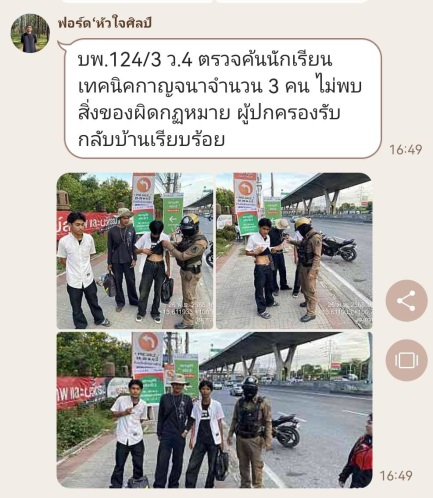 ฟอร์ด'หัวใจศิลป์
บพ.124/3 ว.4 ตรวจค้นนักเรียน
เทคนิคกาญจนาจำนวน 3 คน ไม่พบ
สิ่งของผิดกฏหมาย ผู้ปกครองรับ
กลับบ้านเรียบร้อย
16:49
16:49